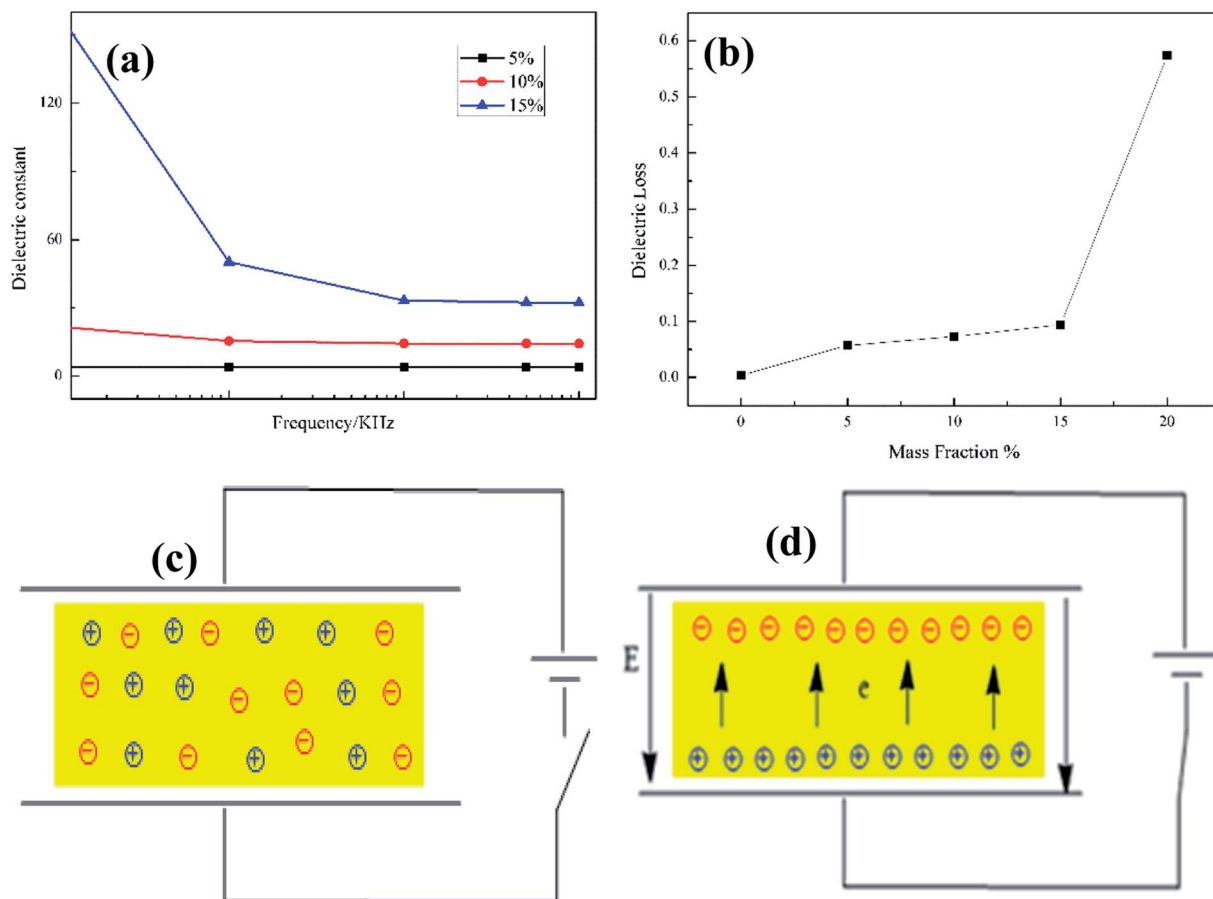 (a)
5%
10%
15%
120
60
0
Dielectric constant
Frequency/KHz
(b)
0.6
0.5
0.4
0.3
0.2
0.1
0.0
Dielectric Loss
0
5
10
15
20
Mass Fraction %
(c)
+ − + − + + −
− + + − − + −
− + − + − + −
(d)
E
− − − − − − − − − − −
e
+ + + + + + + + + + +